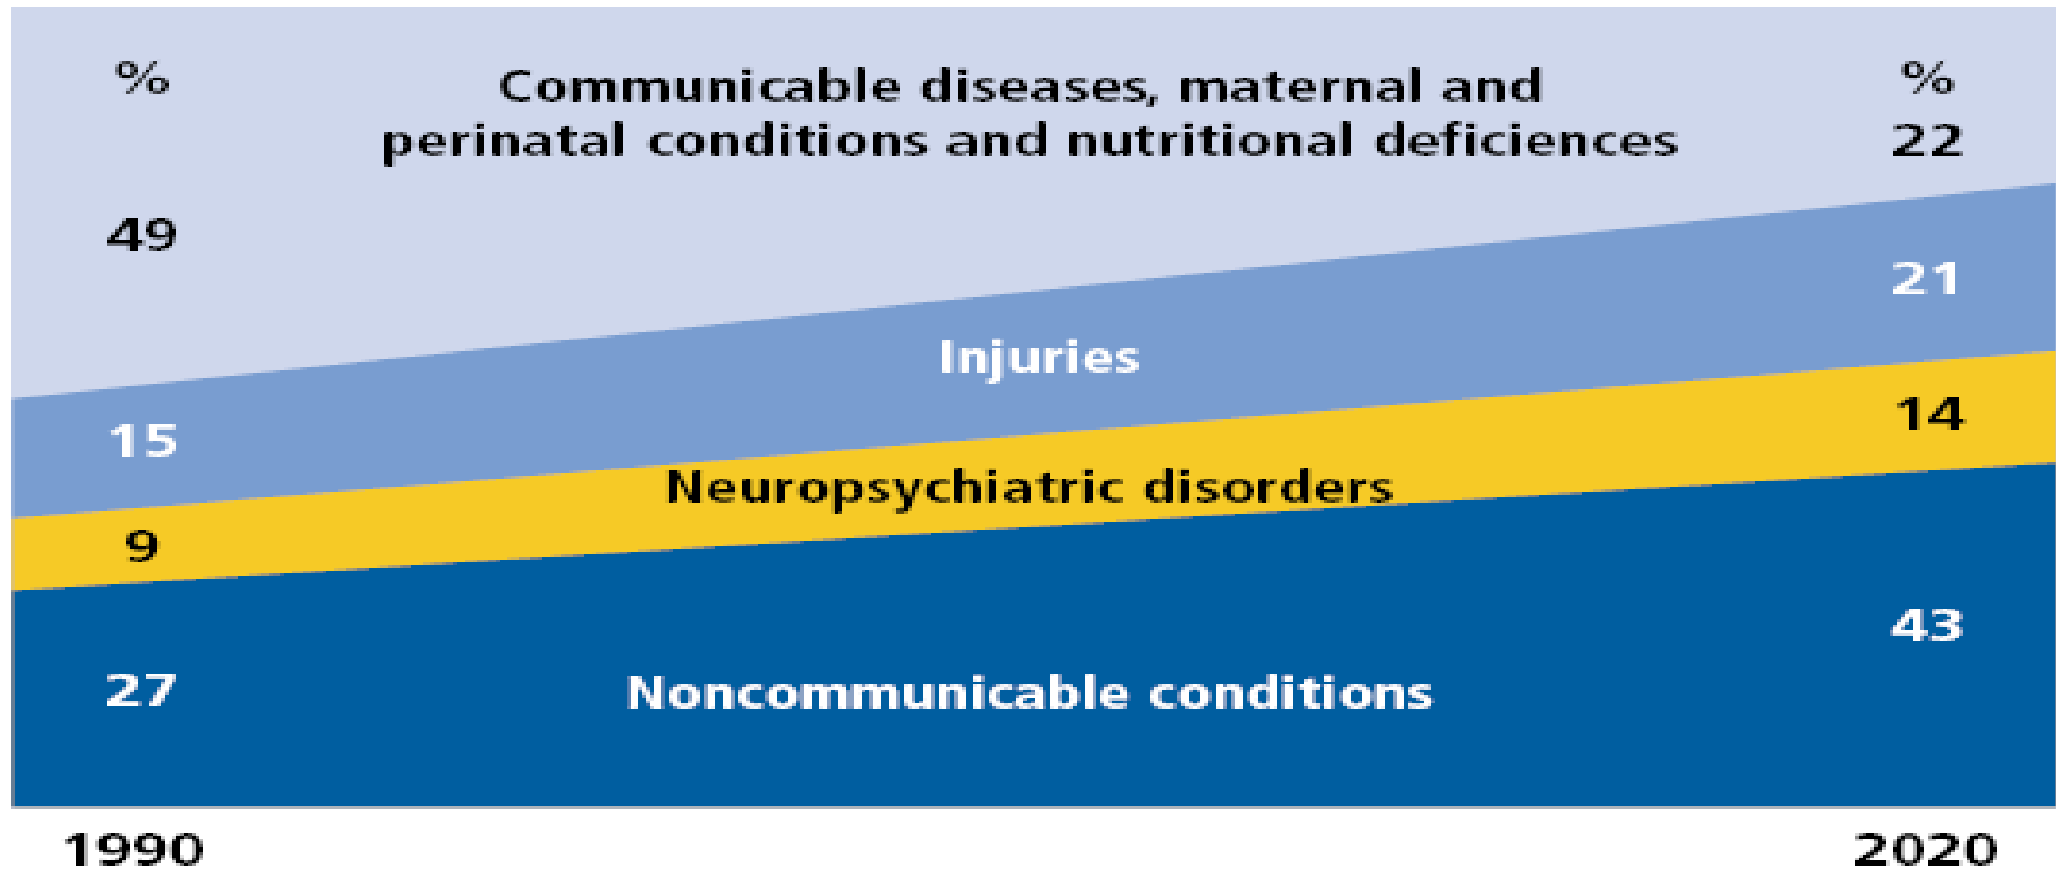 %
Communicable diseases, maternal and
%
perinatal conditions and nutritional deficiences
22
49
21
Injuries
15
14
Neuropsychiatric disorders
9
43
27
Noncommunicable conditions
1990
2020